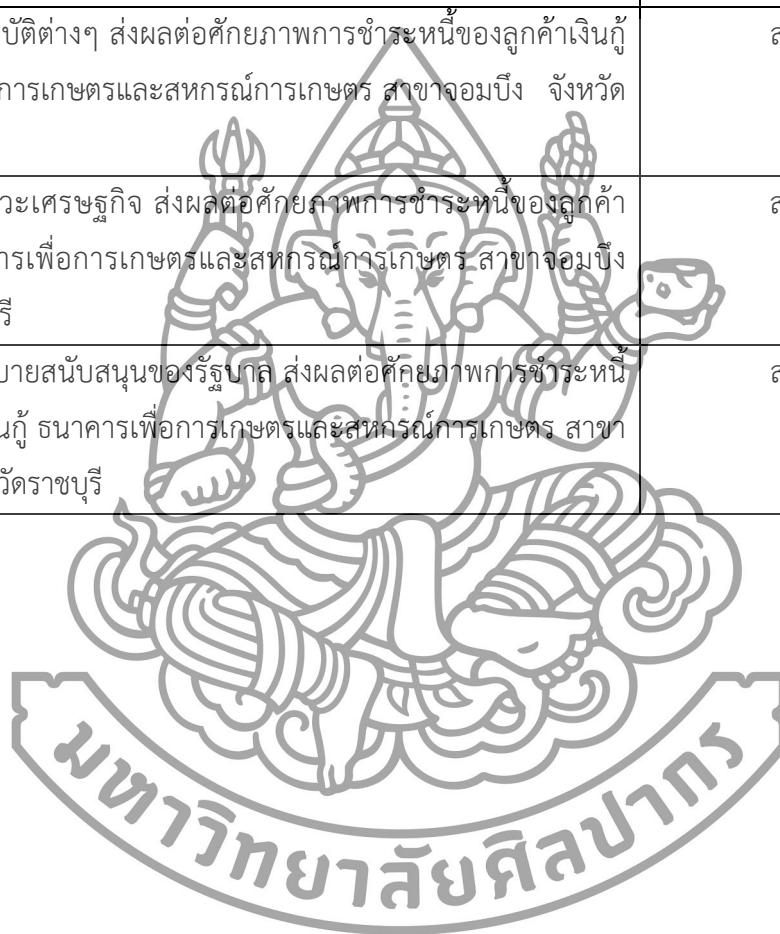 บัติต่างๆ ส่งผลต่อศักยภาพการชำระหนี้ของลูกค้าเงินกู้
การเกษตรและสหกรณ์การเกษตร สาขาจอมบึง จังหวัด
วะเศรษฐกิจ ส่งผลต่อศักยภาพการชำระหนี้ของลูกค้า
ารเพื่อการเกษตรและสหกรณ์การเกษตร สาขาจอมบึง
รี
บายสนับสนุนของรัฐบาล ส่งผลต่อศักยภาพการชำระหนี้
นกู้ ธนาคารเพื่อการเกษตรและสหกรณ์การเกษตร สาขา
วัดราชบุรี
มหาวิทยาลัยศิลปากร